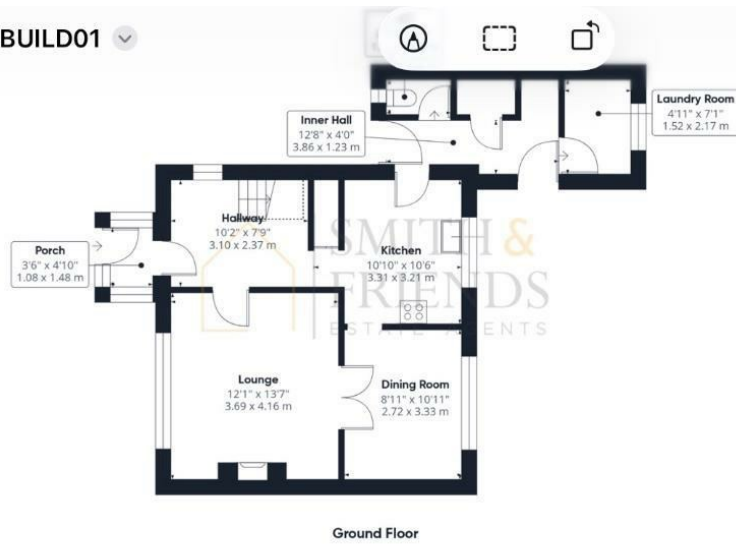 BUILD01
Laundry Room
4'11" x 7'1"
1.52 x 2.17 m
Inner Hall
12'8" x 4'0"
3.86 x 1.23 m
Hallway
10'2" x 7'9"
3.10 x 2.37 m
Porch
3'6" x 4'10"
1.08 x 1.48 m
Kitchen
10'10" x 10'6"
3.31 x 3.21 m
SMITH &
FRIENDS
ESTATE AGENTS
Lounge
12'1" x 13'7"
3.69 x 4.16 m
Dining Room
8'11" x 10'11"
2.72 x 3.33 m
Ground Floor